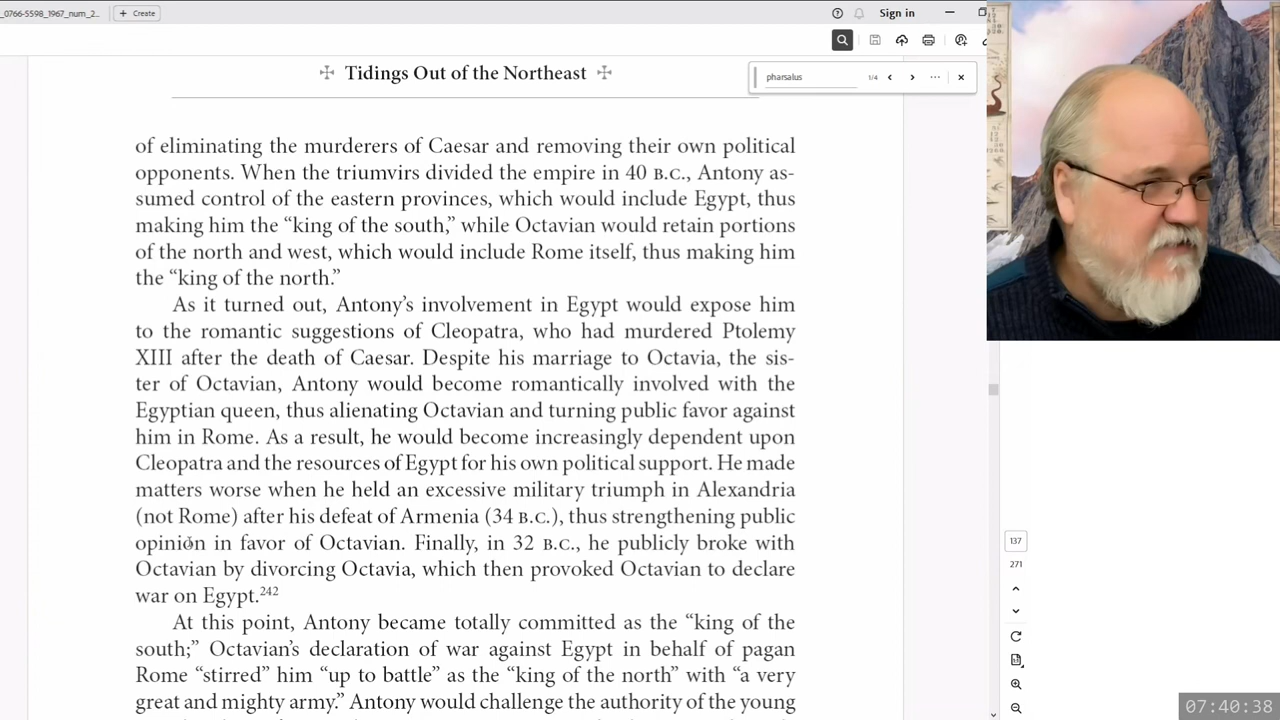 _0766-5598_1967_num_2...
+ Create
Sign in
✢ Tidings Out of the Northeast ✢
pharsalus
1/4
of eliminating the murderers of Caesar and removing their own political
opponents. When the triumvirs divided the empire in 40 B.C., Antony as-
sumed control of the eastern provinces, which would include Egypt, thus
making him the “king of the south,” while Octavian would retain portions
of the north and west, which would include Rome itself, thus making him
the “king of the north.”
As it turned out, Antony’s involvement in Egypt would expose him
to the romantic suggestions of Cleopatra, who had murdered Ptolemy
XIII after the death of Caesar. Despite his marriage to Octavia, the sis-
ter of Octavian, Antony would become romantically involved with the
Egyptian queen, thus alienating Octavian and turning public favor against
him in Rome. As a result, he would become increasingly dependent upon
Cleopatra and the resources of Egypt for his own political support. He made
matters worse when he held an excessive military triumph in Alexandria
(not Rome) after his defeat of Armenia (34 B.C.), thus strengthening public
opinion in favor of Octavian. Finally, in 32 B.C., he publicly broke with
Octavian by divorcing Octavia, which then provoked Octavian to declare
war on Egypt.242
At this point, Antony became totally committed as the “king of the
south;” Octavian’s declaration of war against Egypt in behalf of pagan
Rome “stirred” him “up to battle” as the “king of the north” with “a very
great and mighty army.” Antony would challenge the authority of the young
137
271
07:40:38